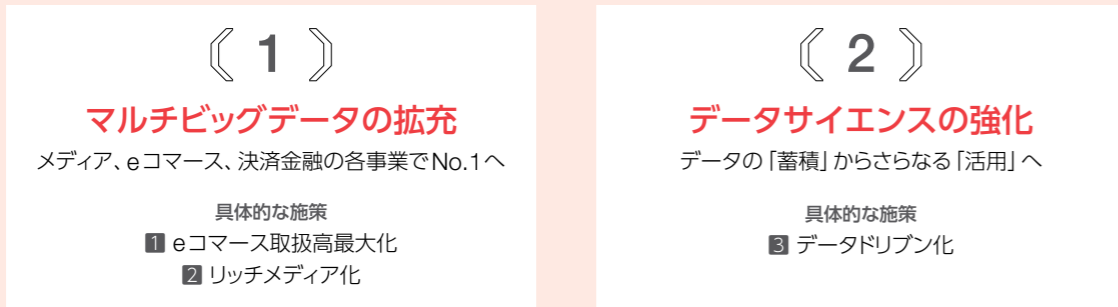 《 1 》
マルチビッグデータの拡充
メディア、eコマース、決済金融の各事業でNo.1へ
具体的な施策
1 eコマース取扱高最大化
2 リッチメディア化
《 2 》
データサイエンスの強化
データの「蓄積」からさらなる「活用」へ
具体的な施策
3 データドリブン化